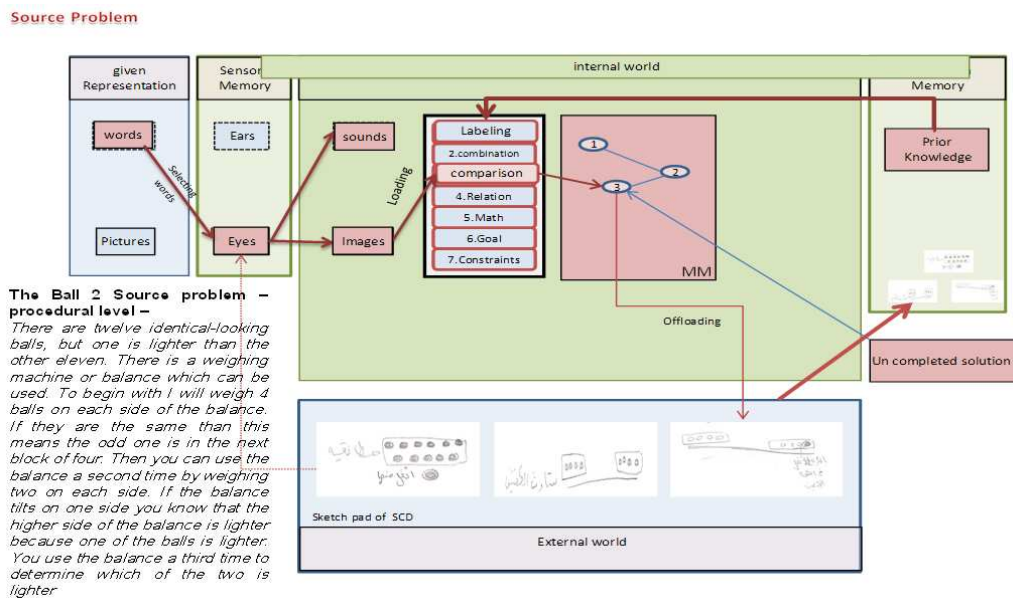 Source Problem
given
Representation
Sensor
Memory
internal world
Memory
words
Ears
sounds
Labeling
2.combination
comparison
4.Relation
5.Math
6.Goal
7.Constraints
1
2
3
MM
Prior
Knowledge
Selecting
words
Loading
Pictures
Eyes
Images
Offloading
Un completed solution
The Ball 2 Source problem –
procedural level –
There are twelve identical-looking
balls, but one is lighter than the
other eleven. There is a weighing
machine or balance which can be
used. To begin with I will weigh 4
balls on each side of the balance.
If they are the same than this
means the odd one is in the next
block of four. Then you can use the
balance a second time by weighing
two on each side. If the balance
tilts on one side you know that the
higher side of the balance is lighter
because one of the balls is lighter.
You use the balance a third time to
determine which of the two is
lighter
Sketch pad of SCD
External world